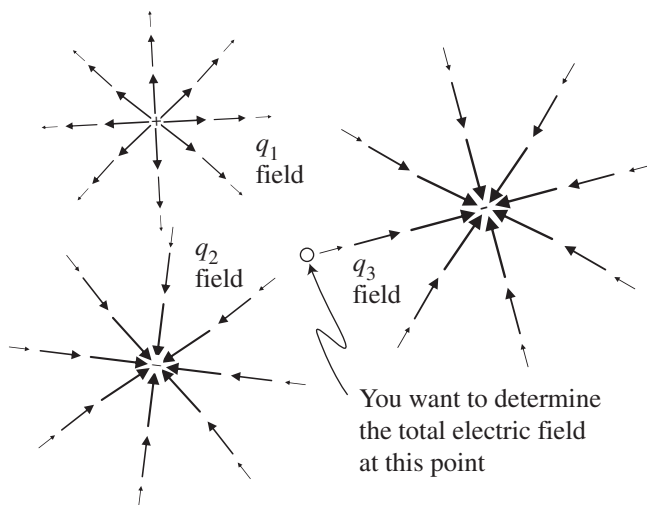 q1
field
q2
field
q3
field
You want to determine
the total electric field
at this point